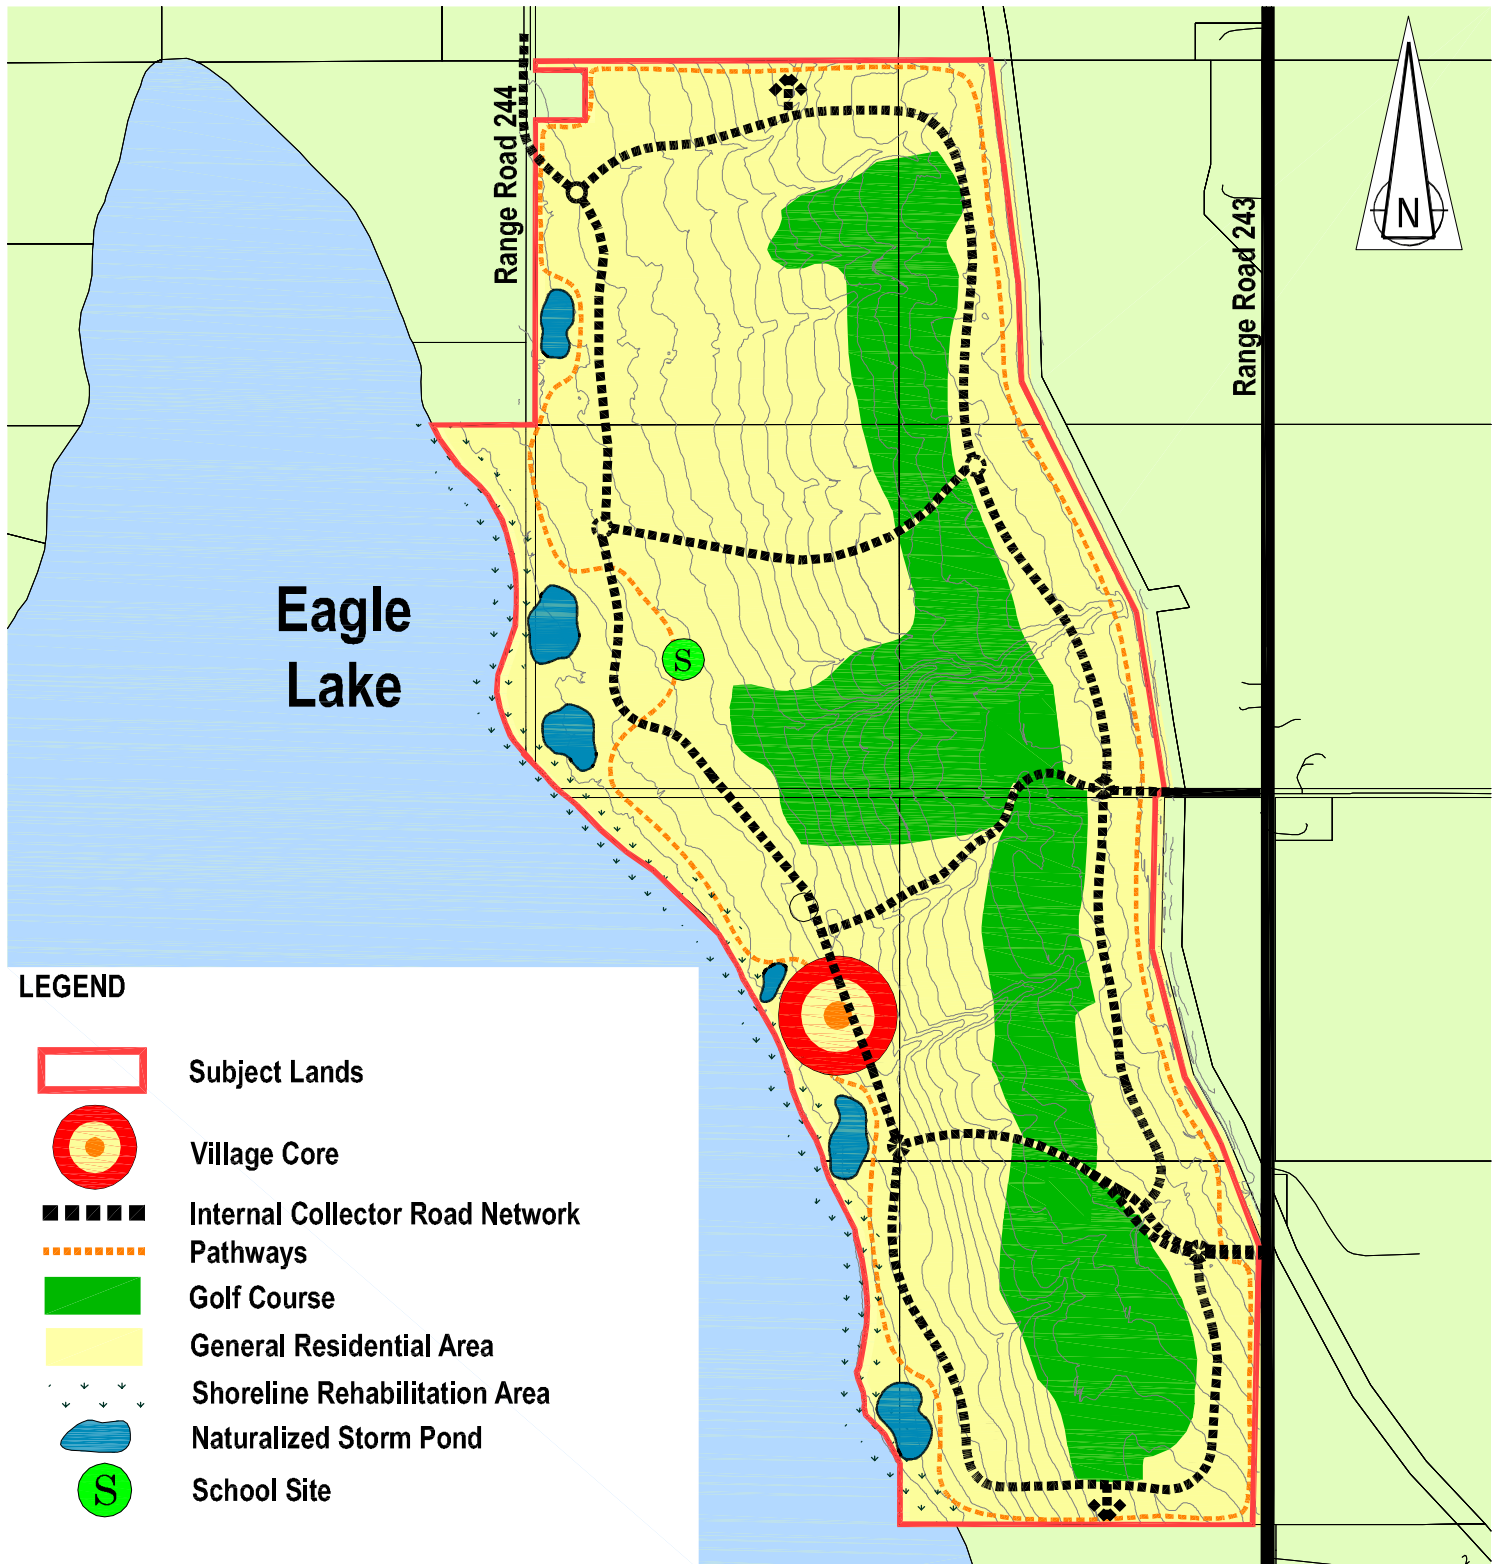 Range Road 244
N
Range Road 243
Eagle
Lake
S
LEGEND
Subject Lands
Village Core
Internal Collector Road Network
Pathways
Golf Course
General Residential Area
Shoreline Rehabilitation Area
Naturalized Storm Pond
S
School Site
2